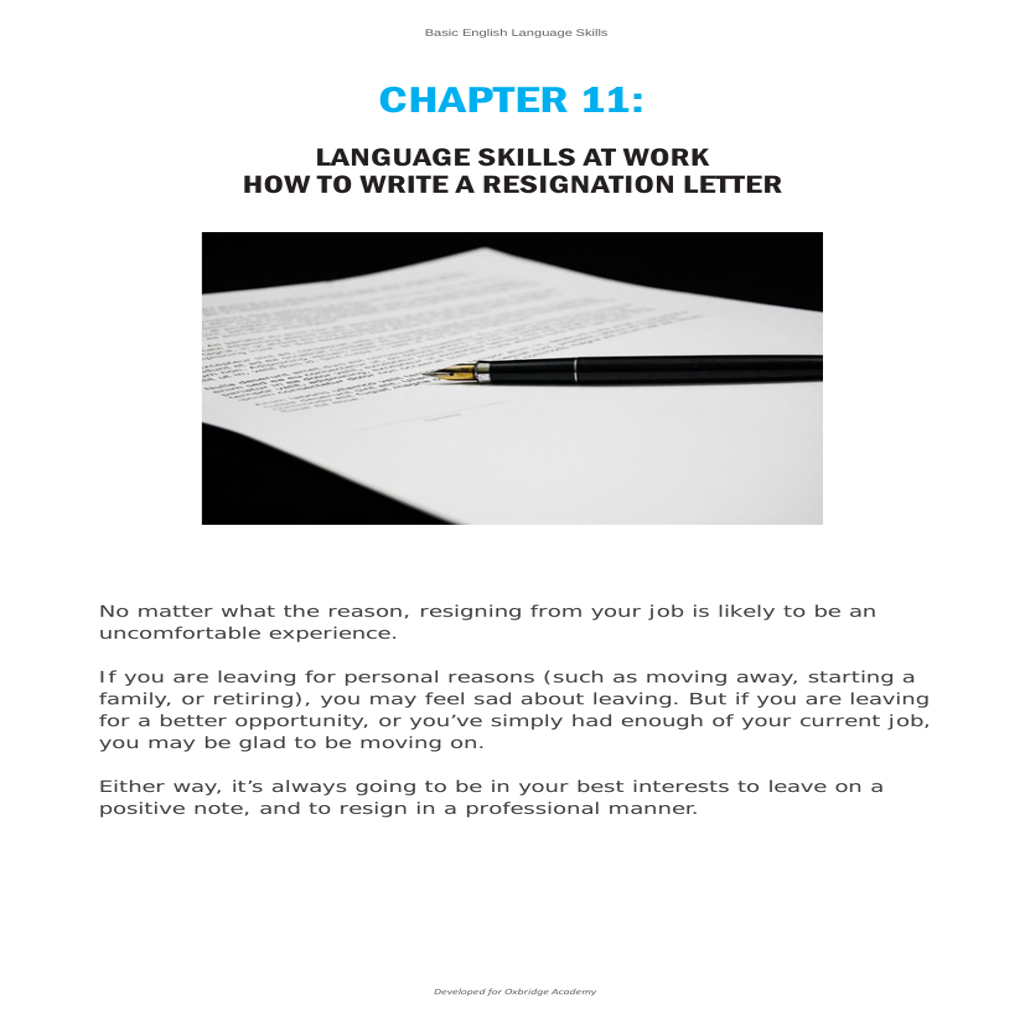 Basic English Language Skills
CHAPTER 11:
LANGUAGE SKILLS AT WORK
HOW TO WRITE A RESIGNATION LETTER
No matter what the reason, resigning from your job is likely to be an
uncomfortable experience.
If you are leaving for personal reasons (such as moving away, starting a
family, or retiring), you may feel sad about leaving. But if you are leaving
for a better opportunity, or you’ve simply had enough of your current job,
you may be glad to be moving on.
Either way, it’s always going to be in your best interests to leave on a
positive note, and to resign in a professional manner.
Developed for Oxbridge Academy